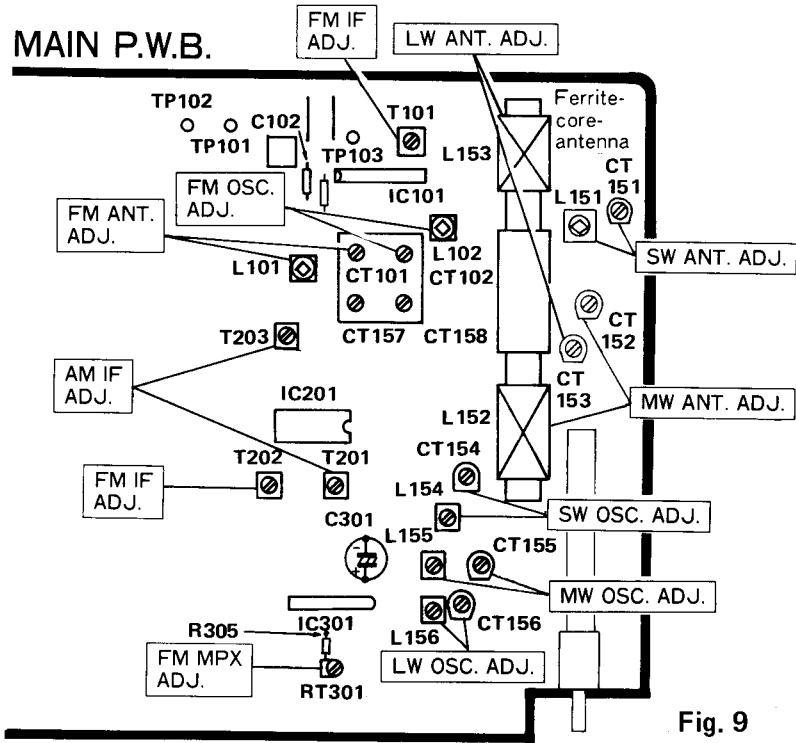 MAIN P.W.B.
FM IF
ADJ.
LW ANT. ADJ.
TP102
TP101
C102
TP103
T101
IC101
L153
Ferrite-
core-
antenna
CT
151
L151
SW ANT. ADJ.
FM OSC.
ADJ.
FM ANT.
ADJ.
L101
L102
CT101
CT102
CT157
CT158
CT
152
CT
153
T203
AM IF
ADJ.
IC201
L152
MW ANT. ADJ.
FM IF
ADJ.
T202
T201
CT154
L154
SW OSC. ADJ.
C301
-
+
L155
CT155
MW OSC. ADJ.
IC301
R305
L156
CT156
LW OSC. ADJ.
FM MPX
ADJ.
RT301
Fig. 9